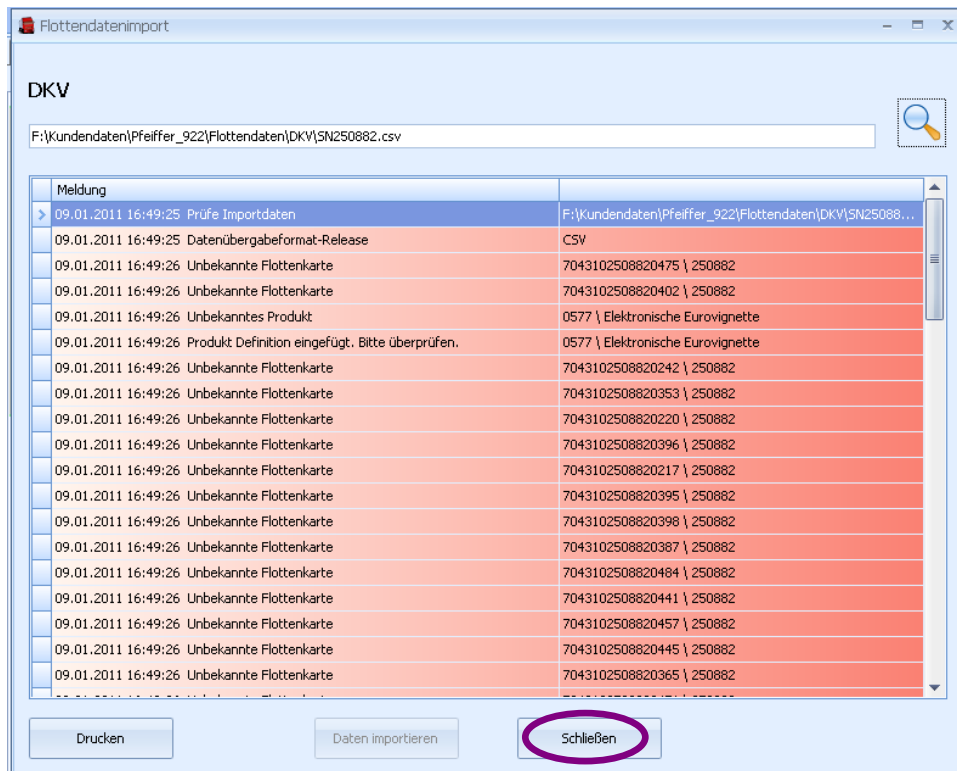 Flottendatenimport
DKV
F:\Kundendaten\Pfeiffer_922\Flottendaten\DKV\SN250882.csv
Meldung
09.01.2011 16:49:25 Prüfe Importdaten F:\Kundendaten\Pfeiffer_922\Flottendaten\DKV\SN25088...
09.01.2011 16:49:25 Datenübergabeformat-Release CSV
09.01.2011 16:49:26 Unbekannte Flottenkarte 7043102508820475 \ 250882
09.01.2011 16:49:26 Unbekannte Flottenkarte 7043102508820402 \ 250882
09.01.2011 16:49:26 Unbekanntes Produkt 0577 \ Elektronische Eurovignette
09.01.2011 16:49:26 Produkt Definition eingefügt. Bitte überprüfen. 0577 \ Elektronische Eurovignette
09.01.2011 16:49:26 Unbekannte Flottenkarte 7043102508820242 \ 250882
09.01.2011 16:49:26 Unbekannte Flottenkarte 7043102508820353 \ 250882
09.01.2011 16:49:26 Unbekannte Flottenkarte 7043102508820220 \ 250882
09.01.2011 16:49:26 Unbekannte Flottenkarte 7043102508820396 \ 250882
09.01.2011 16:49:26 Unbekannte Flottenkarte 7043102508820217 \ 250882
09.01.2011 16:49:26 Unbekannte Flottenkarte 7043102508820395 \ 250882
09.01.2011 16:49:26 Unbekannte Flottenkarte 7043102508820398 \ 250882
09.01.2011 16:49:26 Unbekannte Flottenkarte 7043102508820387 \ 250882
09.01.2011 16:49:26 Unbekannte Flottenkarte 7043102508820484 \ 250882
09.01.2011 16:49:26 Unbekannte Flottenkarte 7043102508820441 \ 250882
09.01.2011 16:49:26 Unbekannte Flottenkarte 7043102508820457 \ 250882
09.01.2011 16:49:26 Unbekannte Flottenkarte 7043102508820445 \ 250882
09.01.2011 16:49:26 Unbekannte Flottenkarte 7043102508820365 \ 250882
Drucken Daten importieren Schließen